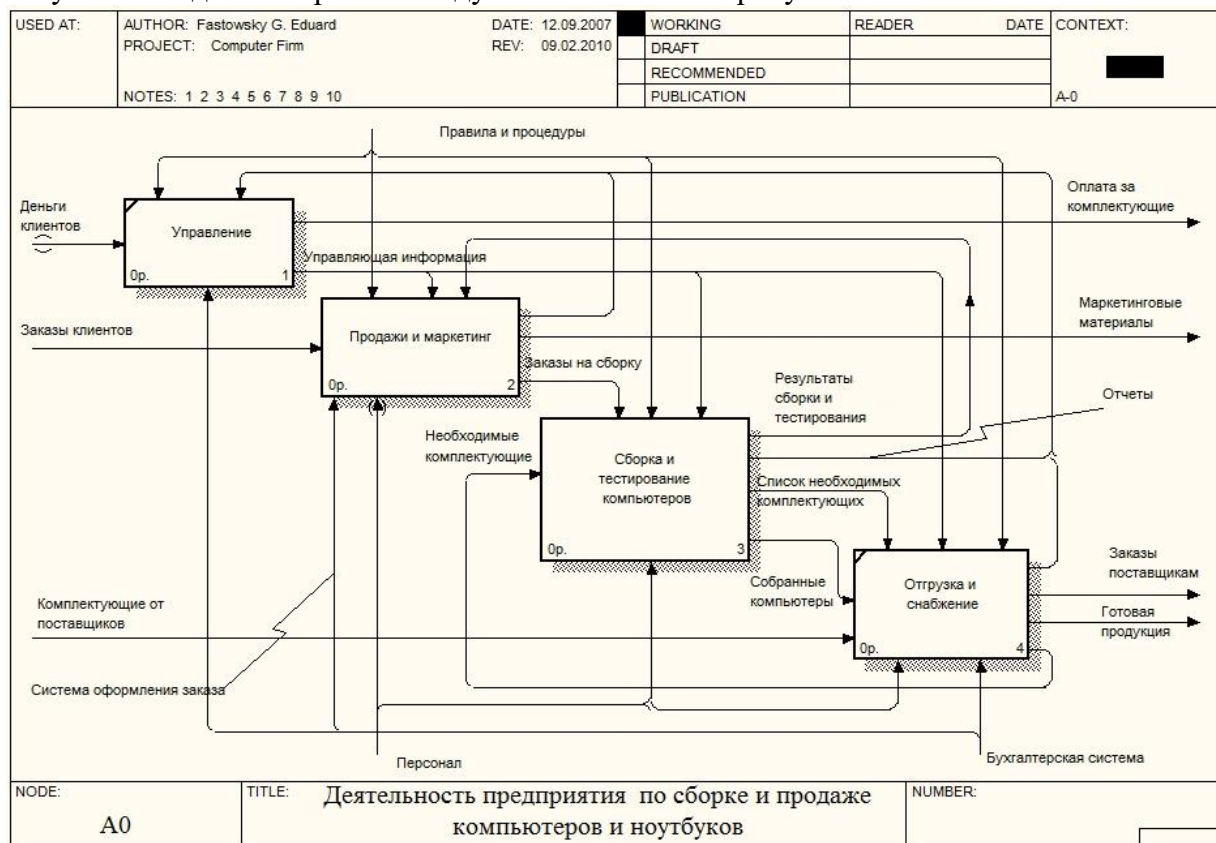 USED AT:
AUTHOR: Fastowsky G. Eduard
DATE: 12.09.2007
PROJECT: Computer Firm
REV: 09.02.2010
NOTES: 1 2 3 4 5 6 7 8 9 10
WORKING
DRAFT
RECOMMENDED
PUBLICATION
READER
DATE
CONTEXT:
A-0
Правила и процедуры
Деньги
клиентов
Управление
0р.
1
Оплата за
комплектующие
Управляющая информация
Заказы клиентов
Продажи и маркетинг
0р.
2
Маркетинговые
материалы
Заказы на сборку
Результаты
сборки и
тестирования
Отчеты
Необходимые
комплектующие
Сборка и
тестирование
компьютеров
0р.
3
Список необходимых
комплектующих
Собранные
компьютеры
Отгрузка и
снабжение
0р.
4
Заказы
поставщикам
Готовая
продукция
Комплектующие от
поставщиков
Система оформления заказа
Персонал
Бухгалтерская система
NODE:
A0
TITLE:
Деятельность предприятия по сборке и продаже
компьютеров и ноутбуков
NUMBER: